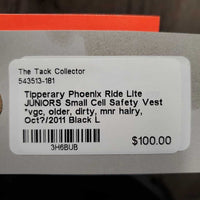 The Tack Collector
543513-181
Tipperary Phoenix Ride Lite
JUNIORS Small Cell Safety Vest
*vgc, older, dirty, mnr hairy,
Oct?/2011 Black L
$100.00
3H6BUB